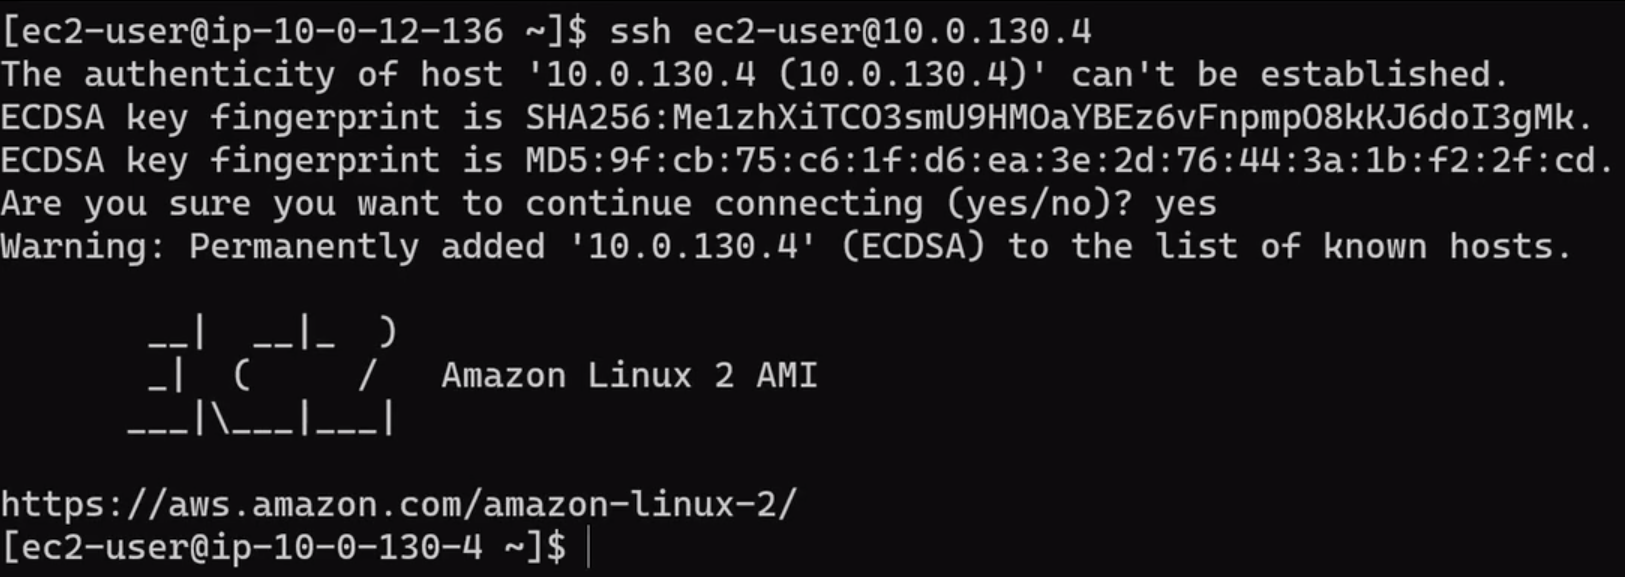 [ec2-user@ip-10-0-12-136 ~]$ ssh ec2-user@10.0.130.4
The authenticity of host '10.0.130.4 (10.0.130.4)' can't be established.
ECDSA key fingerprint is SHA256:Me1zhXiTCO3smU9HMOaYBEz6vFnpmpO8kKJ6doI3gMk.
ECDSA key fingerprint is MD5:9f:cb:75:c6:1f:d6:ea:3e:2d:76:44:3a:1b:f2:2f:cd.
Are you sure you want to continue connecting (yes/no)? yes
Warning: Permanently added '10.0.130.4' (ECDSA) to the list of known hosts.

       __|  __|_  )
       _|  (     /   Amazon Linux 2 AMI
      ___|\___|___|

https://aws.amazon.com/amazon-linux-2/
[ec2-user@ip-10-0-130-4 ~]$